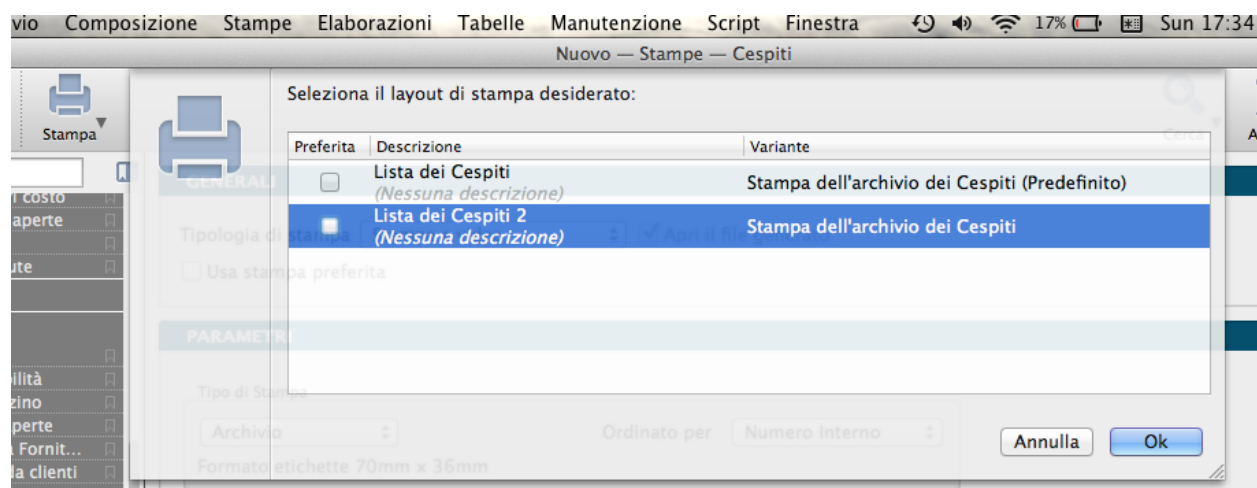 vio Composizione Stampe Elaborazioni Tabelle Manutenzione Script Finestra 17% Sun 17:34
Nuovo — Stampe — Cespiti
Stampa
Seleziona il layout di stampa desiderato:
Cerca
A
Preferita Descrizione Variante
Lista dei Cespiti
(Nessuna descrizione)
Stampa dell'archivio dei Cespiti (Predefinito)
Lista dei Cespiti 2
(Nessuna descrizione)
Stampa dell'archivio dei Cespiti
GENERALI
Tipologia di stampa
Apri il file generato
Usa stampa preferita
PARAMETRI
Tipo di Stampa
Archivio Ordinato per Numero Interno
Formato etichette 70mm x 36mm
Annulla Ok
i costo
aperte
ute
ilità
zino
perte
Fornit...
da clienti